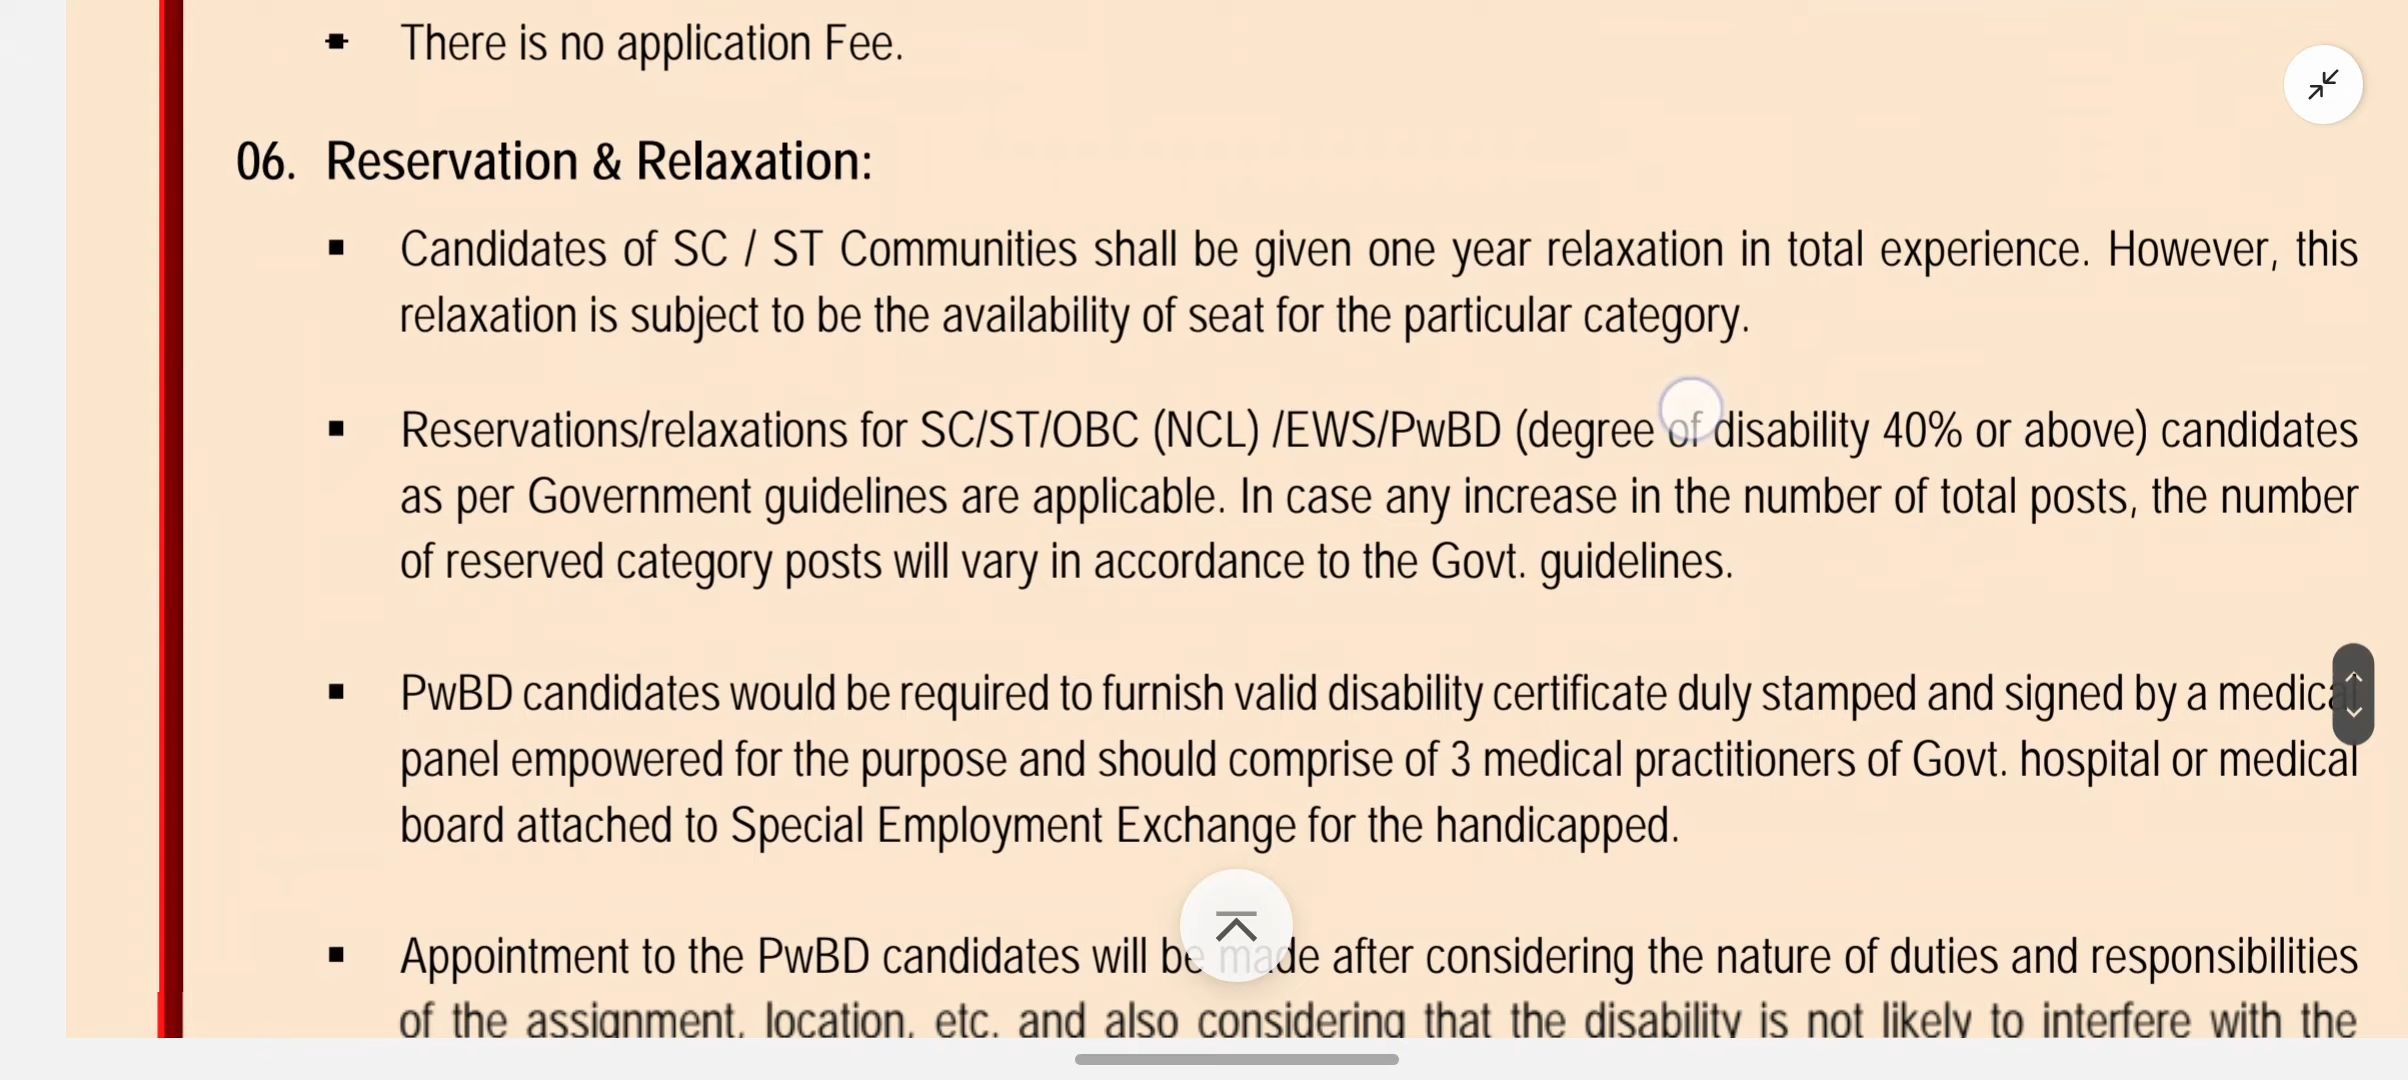 There is no application Fee.
06. Reservation & Relaxation:
Candidates of SC / ST Communities shall be given one year relaxation in total experience. However, this
relaxation is subject to be the availability of seat for the particular category.
Reservations/relaxations for SC/ST/OBC (NCL) /EWS/PwBD (degree of disability 40% or above) candidates
as per Government guidelines are applicable. In case any increase in the number of total posts, the number
of reserved category posts will vary in accordance to the Govt. guidelines.
PwBD candidates would be required to furnish valid disability certificate duly stamped and signed by a medical
panel empowered for the purpose and should comprise of 3 medical practitioners of Govt. hospital or medical
board attached to Special Employment Exchange for the handicapped.
Appointment to the PwBD candidates will be made after considering the nature of duties and responsibilities
of the assignment, location, etc. and also considering that the disability is not likely to interfere with the